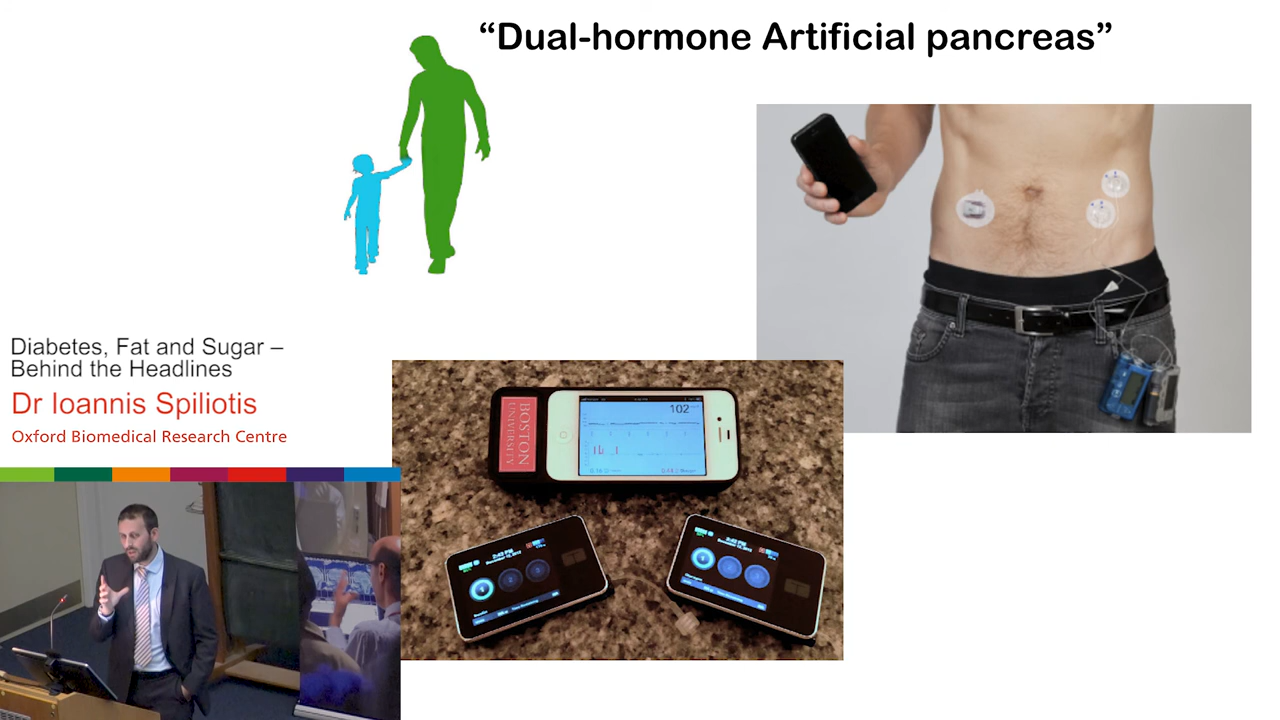 “Dual-hormone Artificial pancreas”
Diabetes, Fat and Sugar –
Behind the Headlines
Dr Ioannis Spiliotis
Oxford Biomedical Research Centre
BOSTON
UNIVERSITY
102